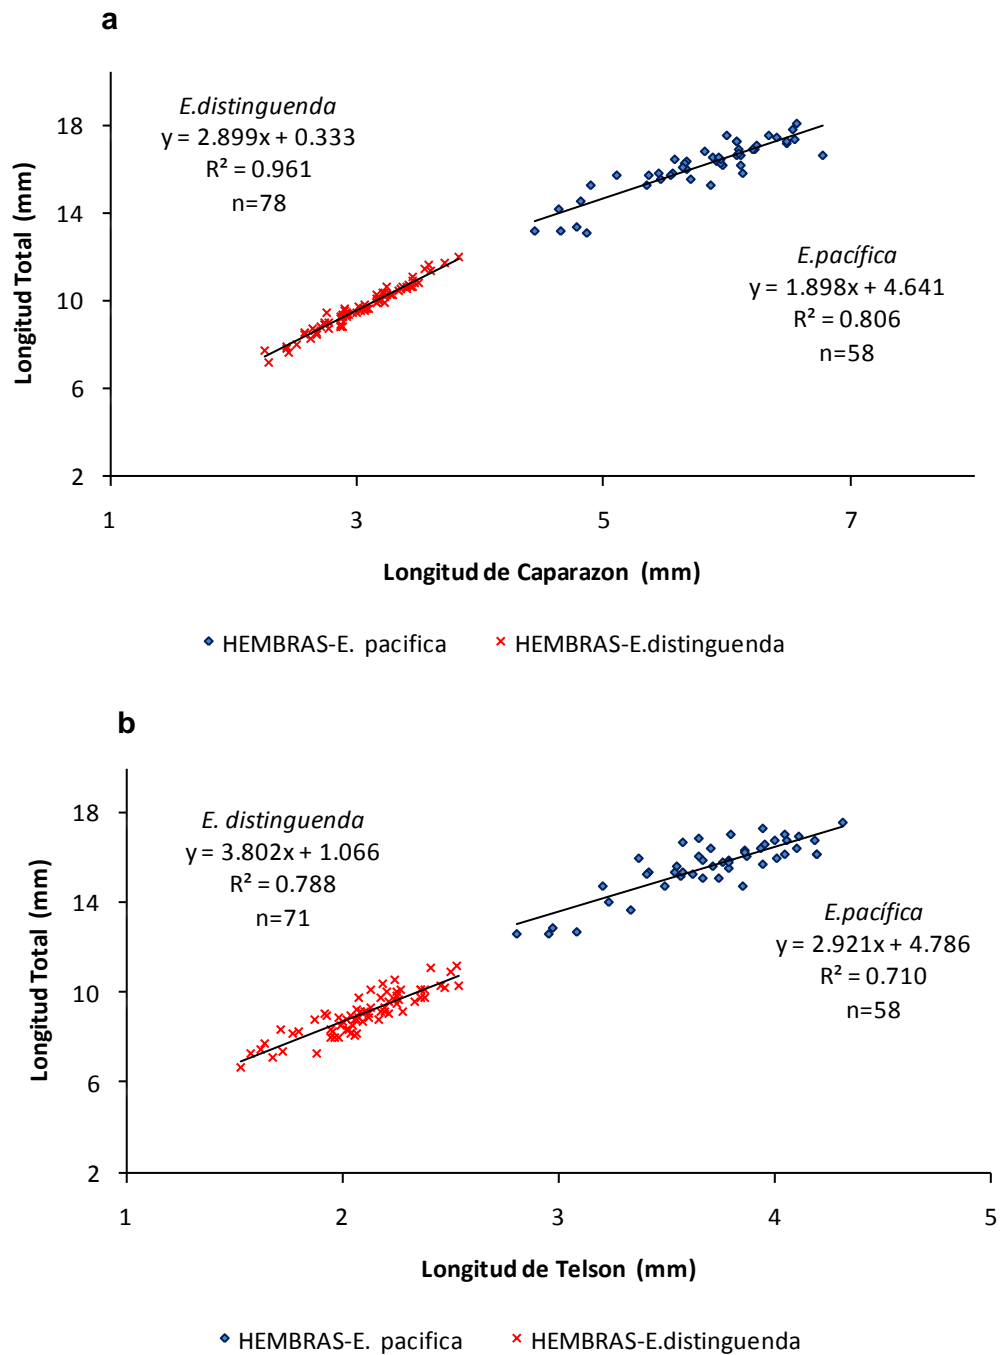 a
Longitud Total (mm)
18
14
10
6
2
E.distinguenda
y = 2.899x + 0.333
R² = 0.961
n=78
E.pacífica
y = 1.898x + 4.641
R² = 0.806
n=58
1 3 5 7
Longitud de Caparazon (mm)
HEMBRAS-E. pacifica HEMBRAS-E.distinguenda
b
Longitud Total (mm)
18
14
10
6
2
E. distinguenda
y = 3.802x + 1.066
R² = 0.788
n=71
E.pacífica
y = 2.921x + 4.786
R² = 0.710
n=58
1 2 3 4 5
Longitud de Telson (mm)
HEMBRAS-E. pacifica HEMBRAS-E.distinguenda